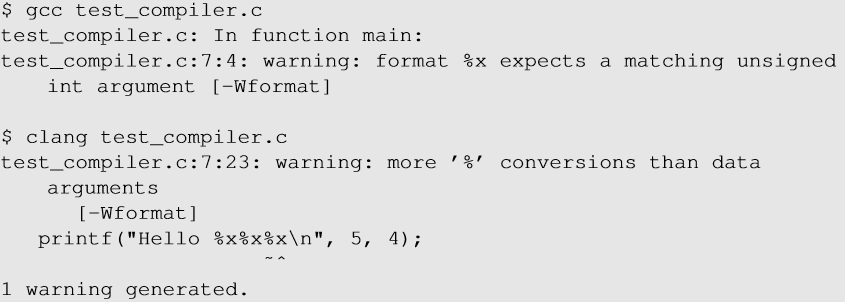 $ gcc test_compiler.c
test_compiler.c: In function main:
test_compiler.c:7:4: warning: format %x expects a matching unsigned
int argument [-Wformat]
$ clang test_compiler.c
test_compiler.c:7:23: warning: more ’%’ conversions than data
arguments
[-Wformat]
printf("Hello %x%x%x\n", 5, 4);
~^
1 warning generated.